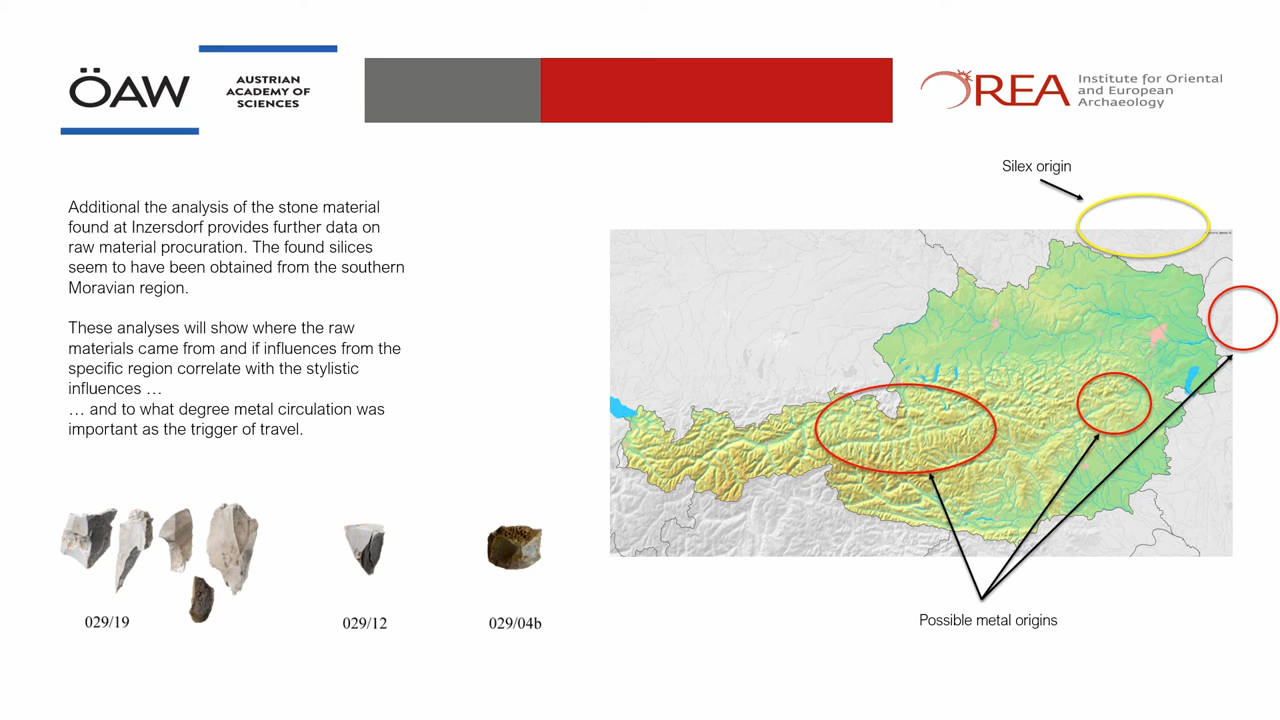 ÖAW
AUSTRIAN
ACADEMY OF
SCIENCES
OREA
Institute for Oriental
and European
Archaeology
Silex origin
Additional the analysis of the stone material
found at Inzersdorf provides further data on
raw material procuration. The found silices
seem to have been obtained from the southern
Moravian region.
These analyses will show where the raw
materials came from and if influences from the
specific region correlate with the stylistic
influences …
… and to what degree metal circulation was
important as the trigger of travel.
029/19
029/12
029/04b
Possible metal origins